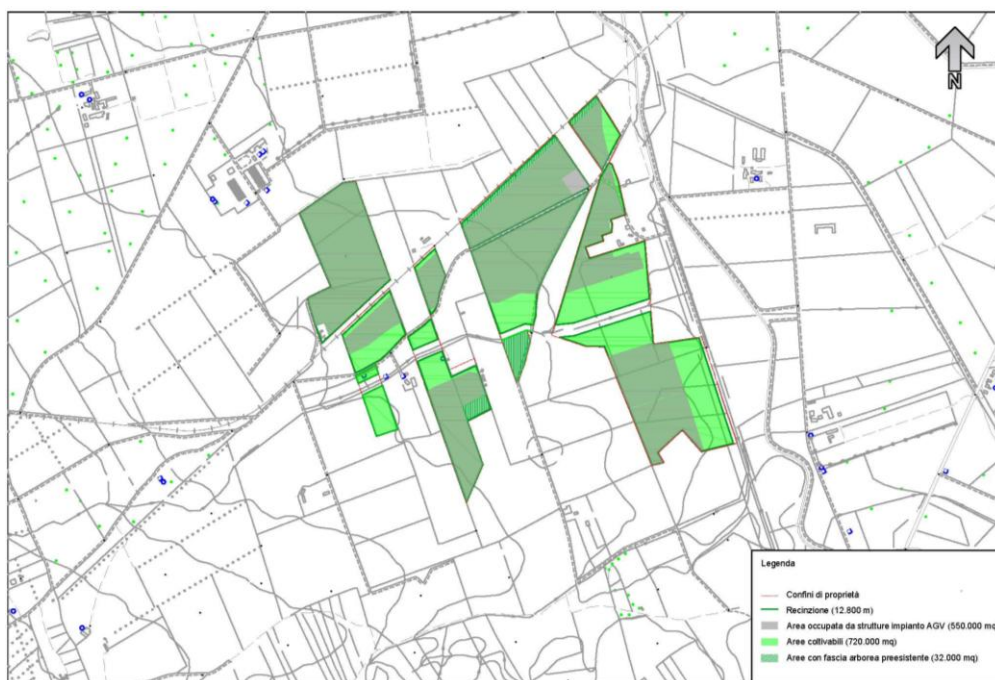 N
Legenda
Confini di proprietà
Recinzione (12.800 m)
Area occupata da strutture impianto AGV (550.000 mq)
Aree coltivabili (720.000 mq)
Aree con fascia arborea preesistente (32.000 mq)